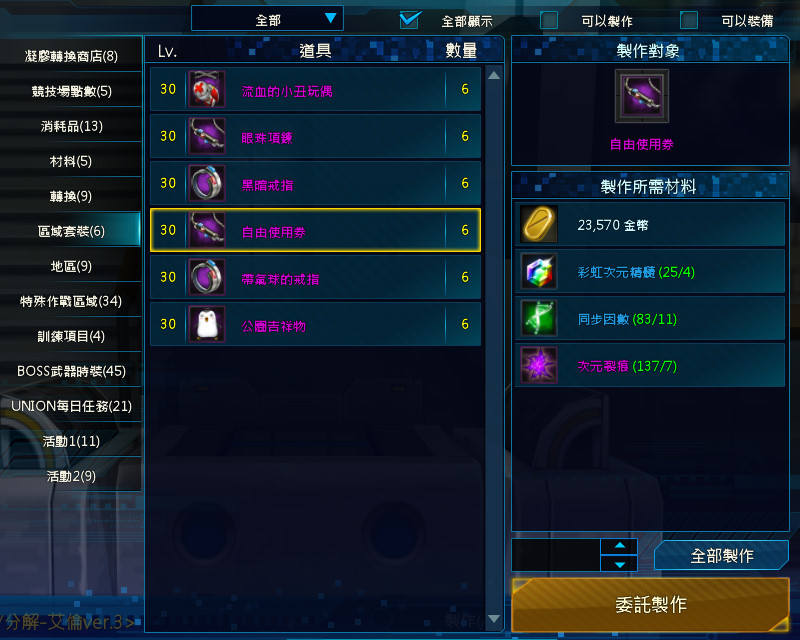 全部
全部顯示
可以製作
可以裝備
凝膠轉換商店(8)
競技場點數(5)
消耗品(13)
材料(5)
轉換(9)
區域套裝(6)
地區(9)
特殊作戰區域(34)
訓練項目(4)
BOSS武器時裝(45)
UNION每日任務(21)
活動1(11)
活動2(9)
/分解-艾倫ver.3>
Lv. 道具 數量
30 流血的小丑玩偶 6
30 眼珠項鍊 6
30 黑暗戒指 6
30 自由使用券 6
30 帶氣球的戒指 6
30 公園吉祥物 6
製作對象
自由使用券
製作所需材料
23,570 金幣
彩虹次元精髓 (25/4)
同步因數 (83/11)
次元裂痕 (137/7)
全部製作
委託製作